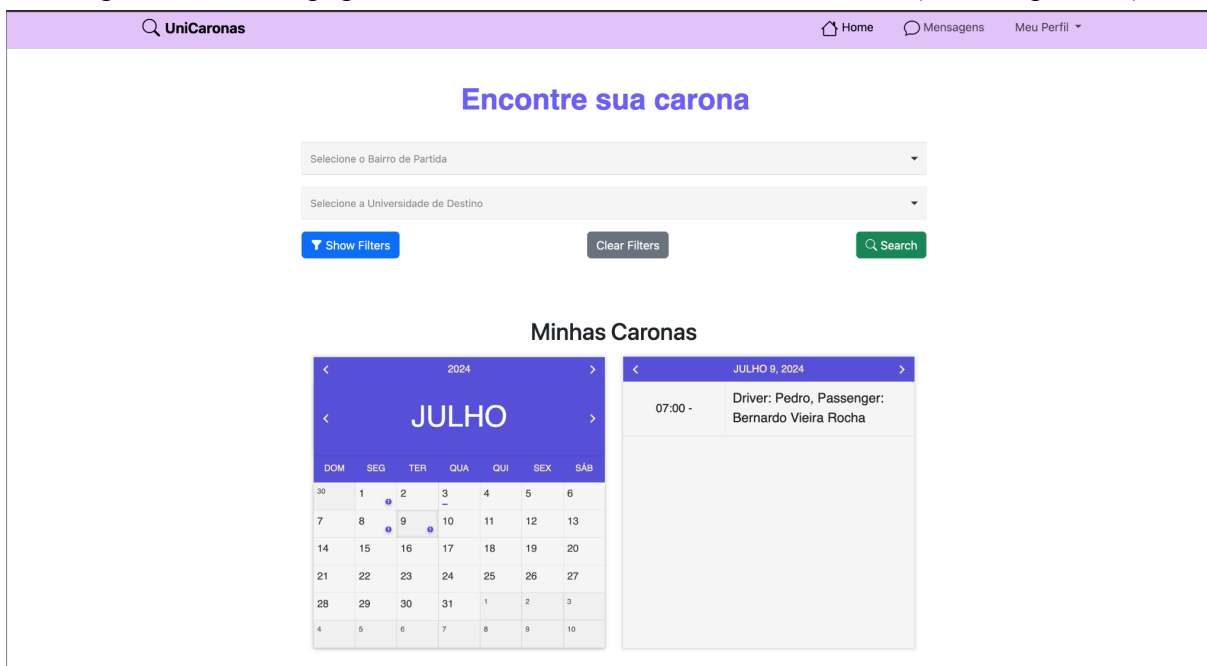 UniCaronas Home Mensagens Meu Perfil
Encontre sua carona
Selecione o Bairro de Partida
Selecione a Universidade de Destino
Show Filters Clear Filters Search
Minhas Caronas
2024
JULHO
DOM SEG TER QUA QUI SEX SÁB
30 1 2 3 4 5 6
7 8 9 10 11 12 13
14 15 16 17 18 19 20
21 22 23 24 25 26 27
28 29 30 31 1 2 3
4 5 6 7 8 9 10
JULHO 9, 2024
07:00 -
Driver: Pedro, Passenger:
Bernardo Vieira Rocha